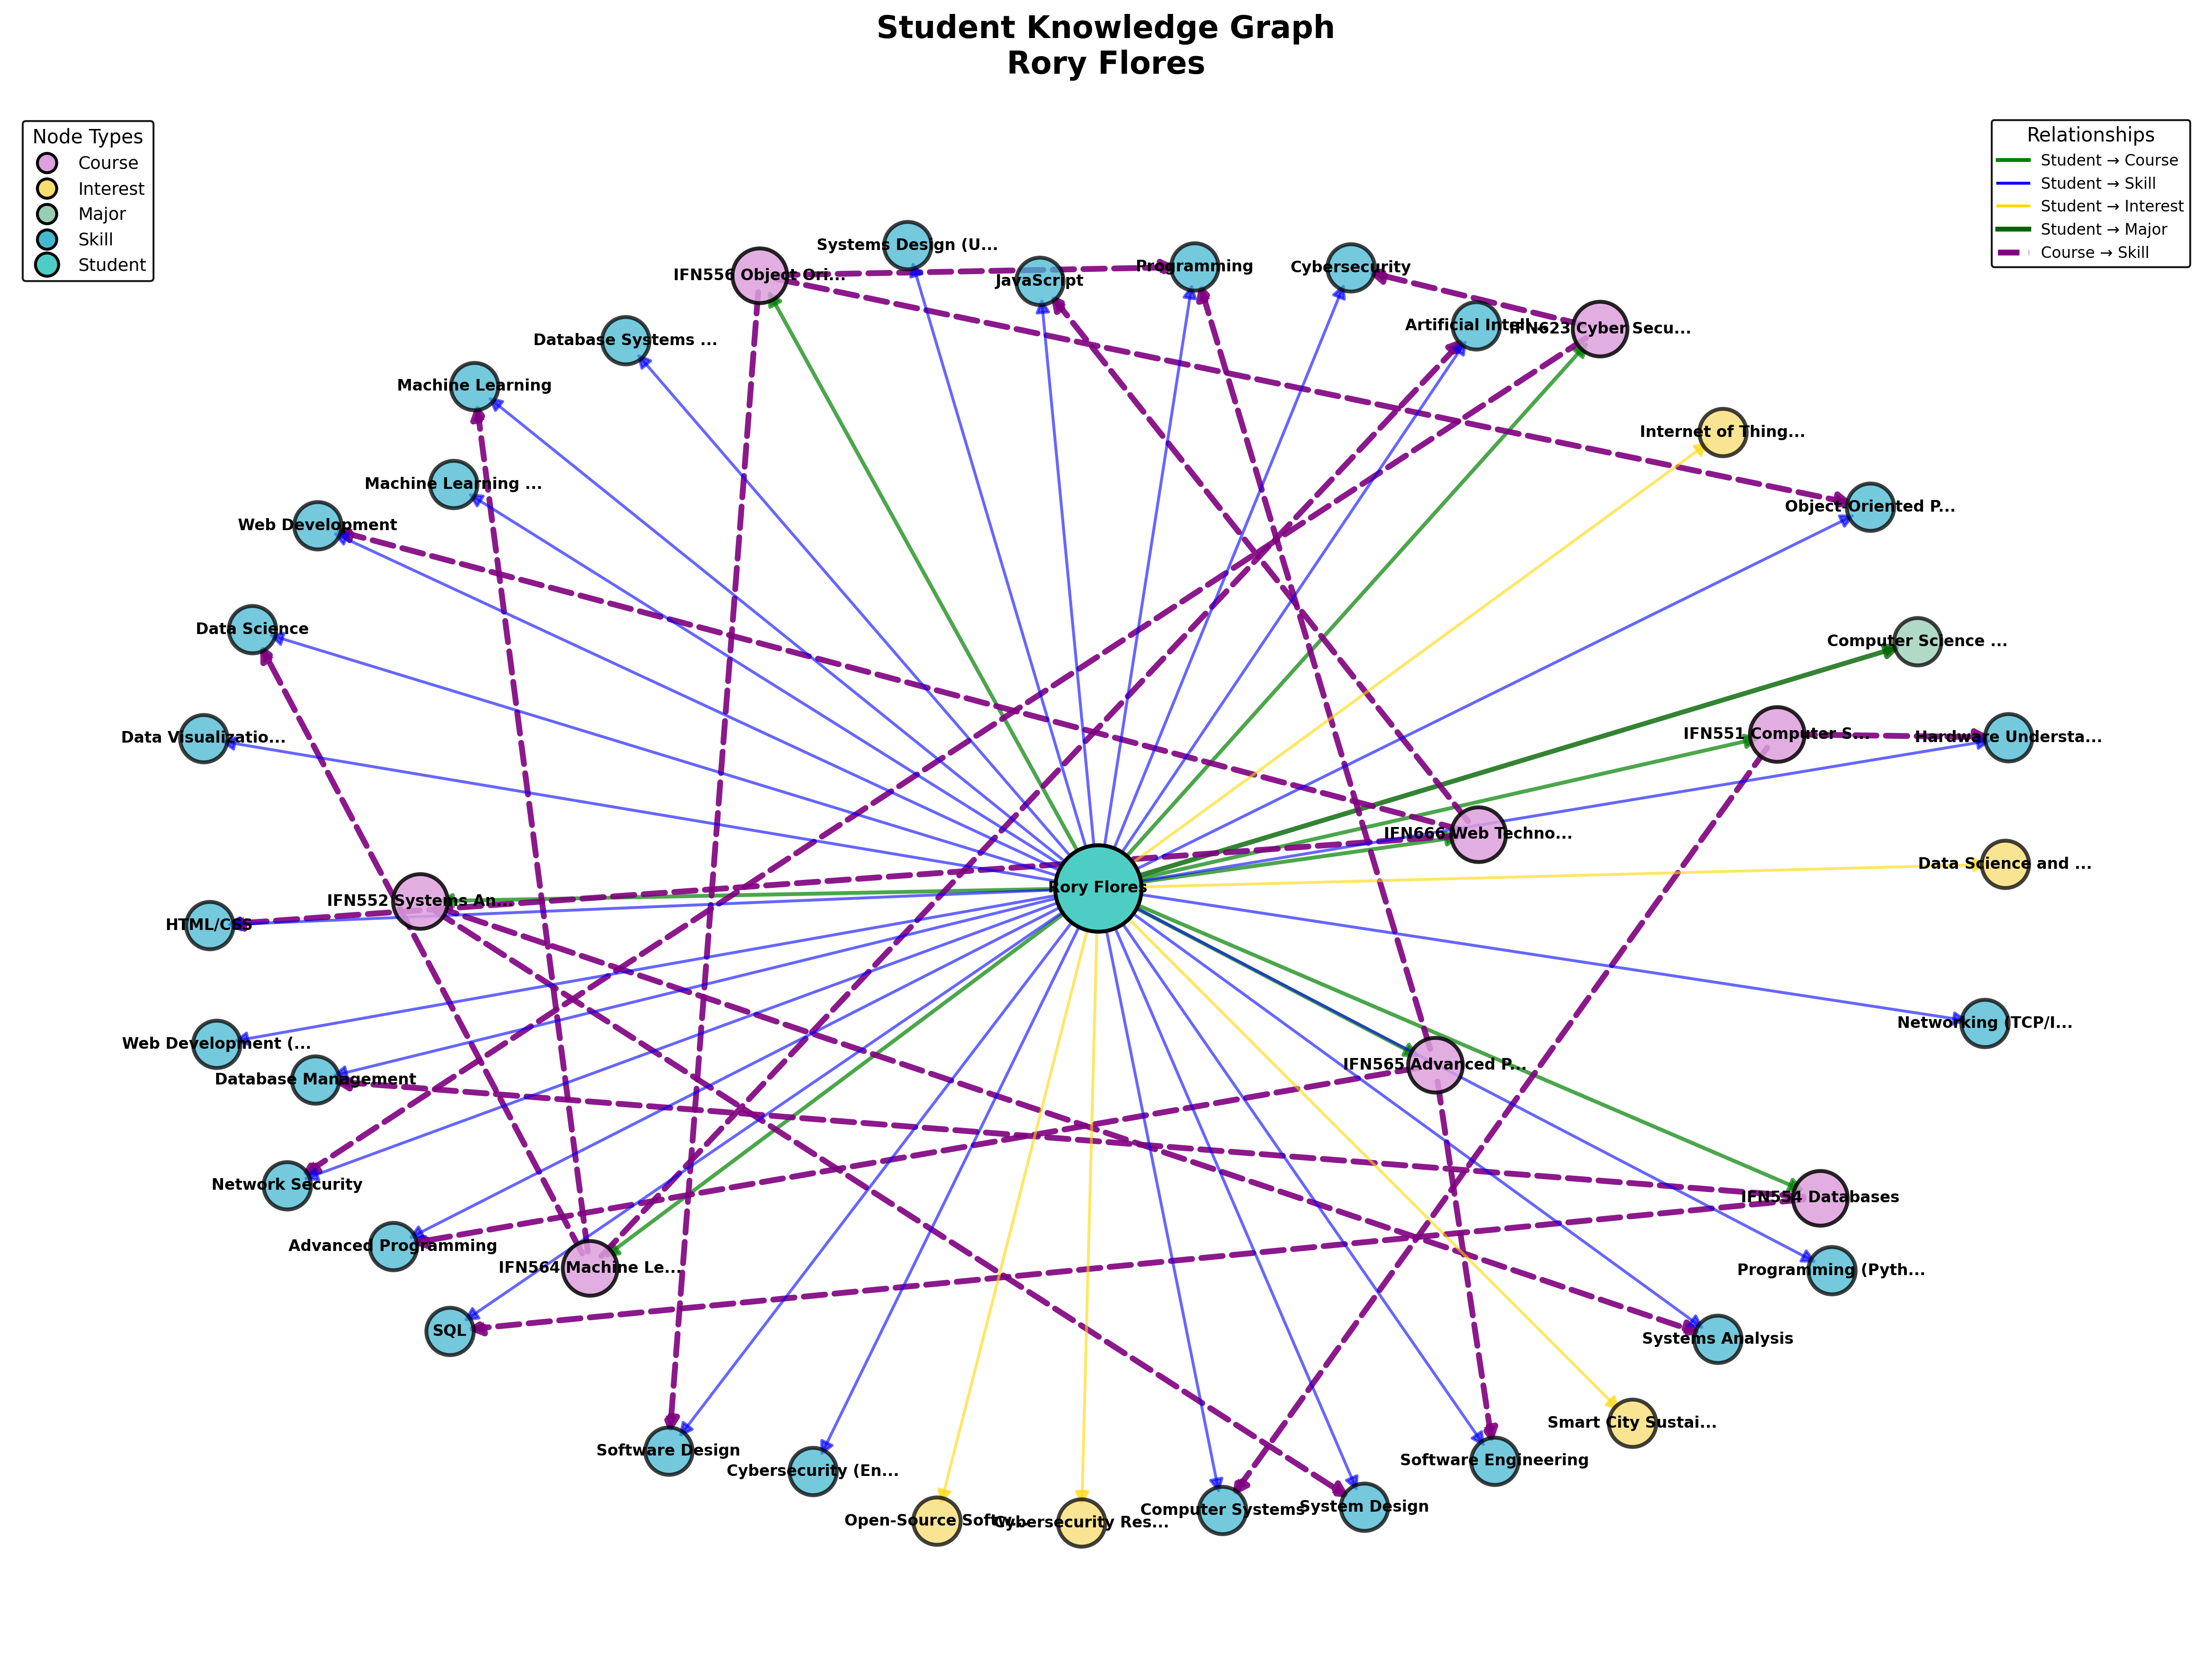 Student Knowledge Graph
Rory Flores
Node Types
Course
Interest
Major
Skill
Student
Relationships
Student → Course
Student → Skill
Student → Interest
Student → Major
Course → Skill
Systems Design (U...
IFN556 Object Ori...
JavaScript
Programming
Cybersecurity
Artificial Intell...
IFN623 Cyber Secu...
Database Systems ...
Machine Learning
Internet of Thing...
Machine Learning ...
Object-Oriented P...
Web Development
Data Science
Computer Science ...
Data Visualizatio...
IFN551 Computer S...
Hardware Understa...
IFN666 Web Techno...
Data Science and ...
Rory Flores
IFN552 Systems An...
HTML/CSS
Networking (TCP/I...
Web Development (...
IFN565 Advanced P...
Database Management
Network Security
IFN554 Databases
Advanced Programming
IFN564 Machine Le...
Programming (Pyth...
SQL
Systems Analysis
Smart City Sustai...
Software Design
Software Engineering
Cybersecurity (En...
Open-Source Softw...
Cybersecurity Res...
Computer Systems
System Design